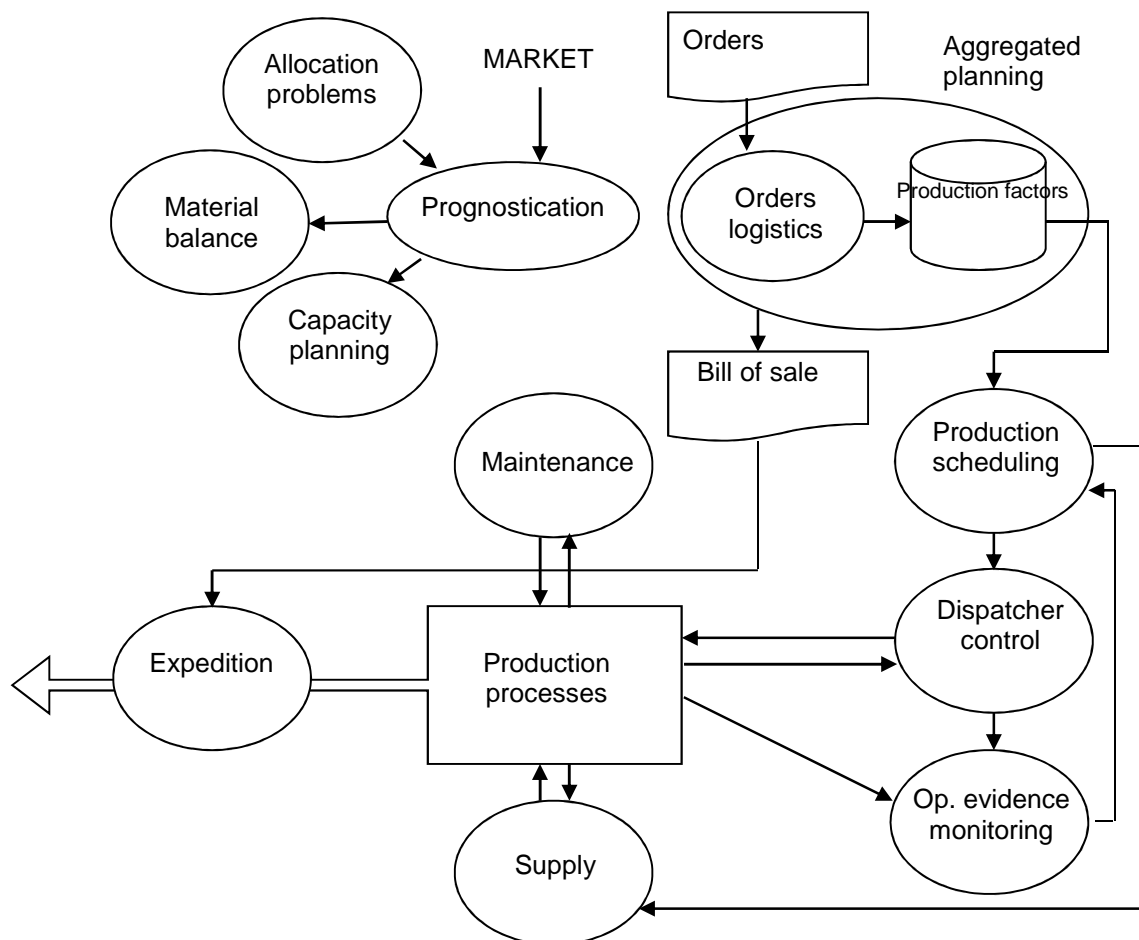 Allocation
problems
MARKET
Orders
Aggregated
planning
Material
balance
Prognostication
Orders
logistics
Production factors
Capacity
planning
Bill of sale
Maintenance
Production
scheduling
Expedition
Production
processes
Dispatcher
control
Supply
Op. evidence
monitoring